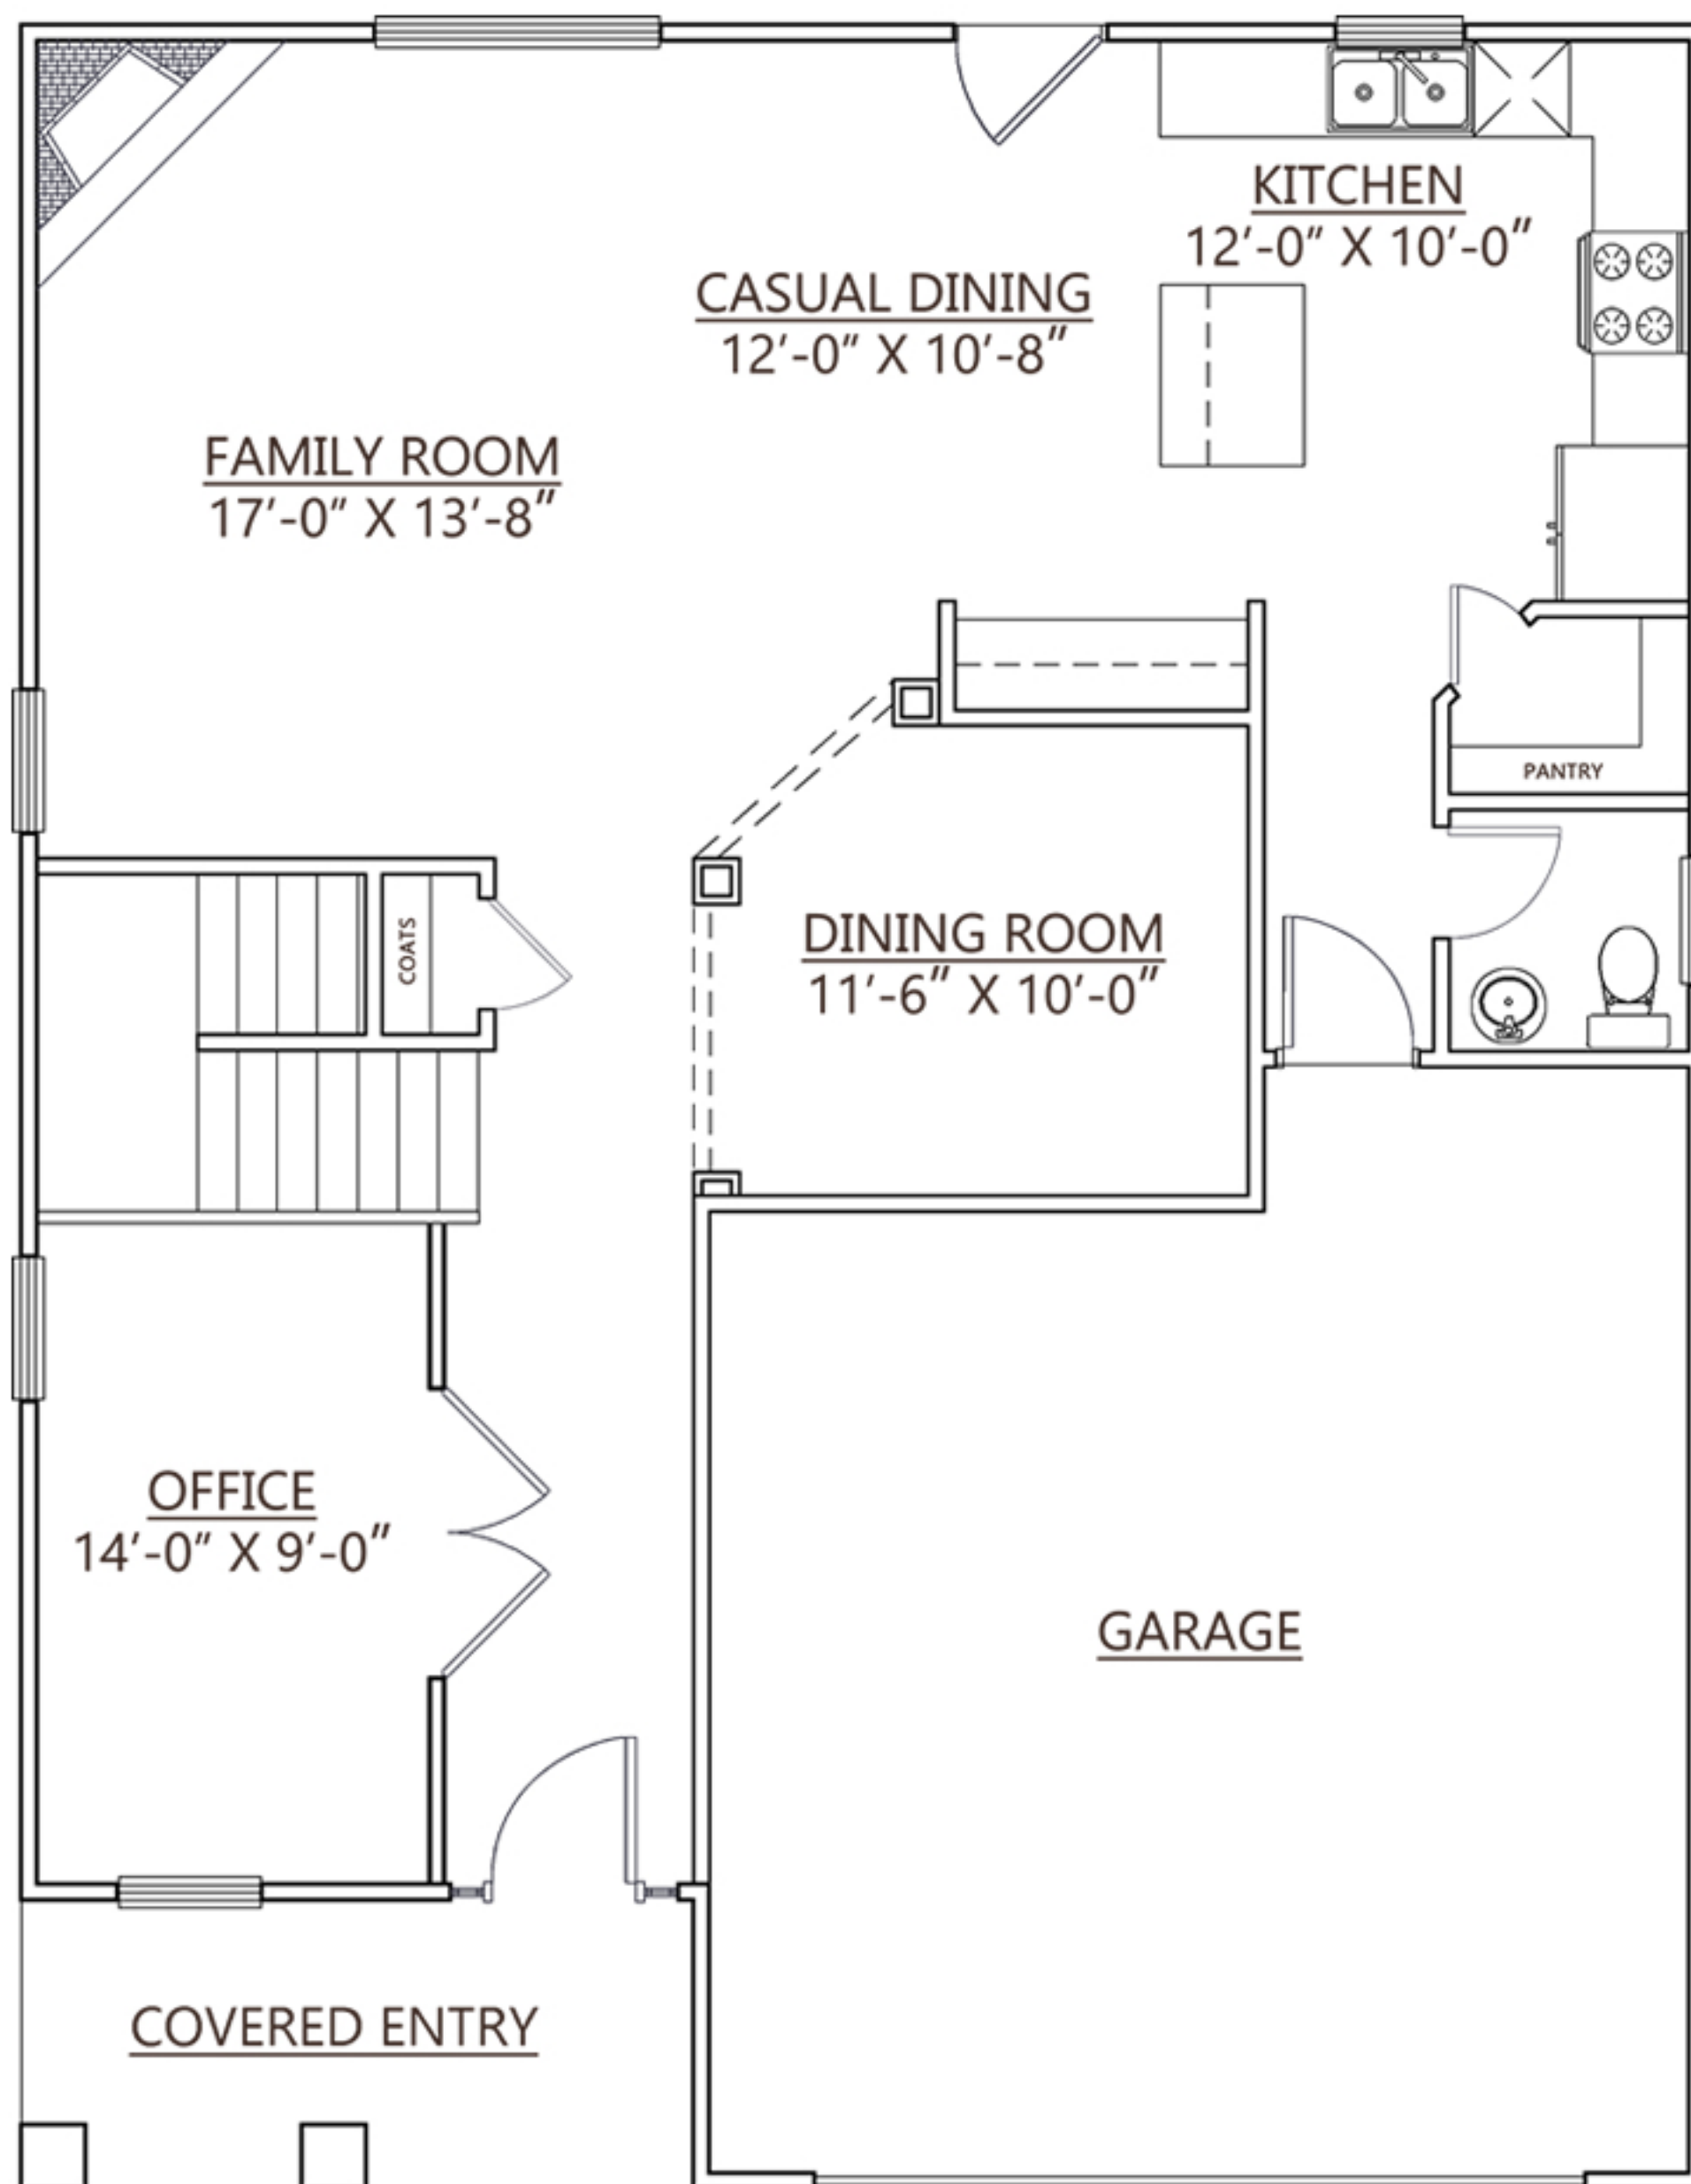 KITCHEN
12'-0" X 10'-0"
CASUAL DINING
12'-0" X 10'-8"
FAMILY ROOM
17'-0" X 13'-8"
PANTRY
COATS
DINING ROOM
11'-6" X 10'-0"
OFFICE
14'-0" X 9'-0"
GARAGE
COVERED ENTRY